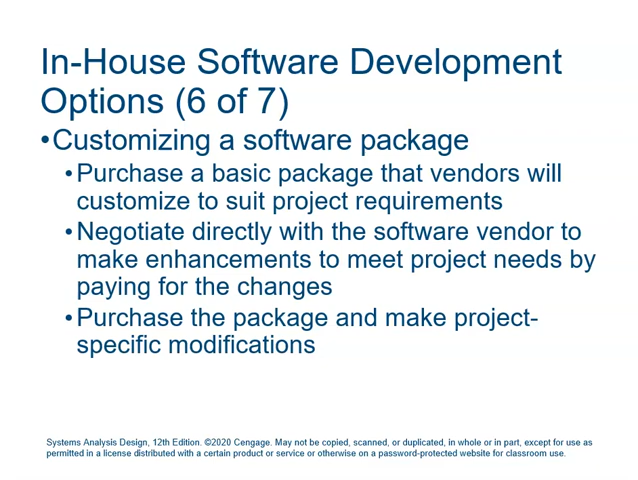 In-House Software Development
Options (6 of 7)
•Customizing a software package
•Purchase a basic package that vendors will
customize to suit project requirements
•Negotiate directly with the software vendor to
make enhancements to meet project needs by
paying for the changes
•Purchase the package and make project-
specific modifications
Systems Analysis Design, 12th Edition. ©2020 Cengage. May not be copied, scanned, or duplicated, in whole or in part, except for use as
permitted in a license distributed with a certain product or service or otherwise on a password-protected website for classroom use.